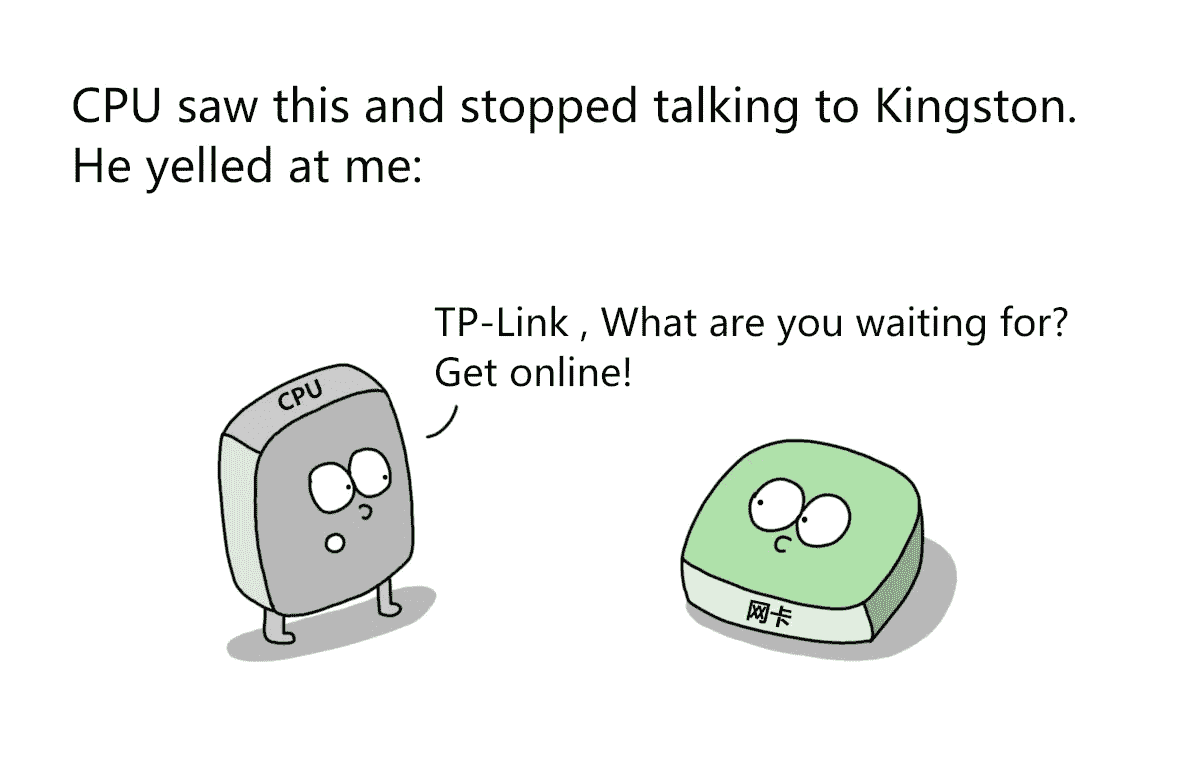 CPU saw this and stopped talking to Kingston.
He yelled at me:
TP-Link , What are you waiting for?
Get online!
CPU
网卡